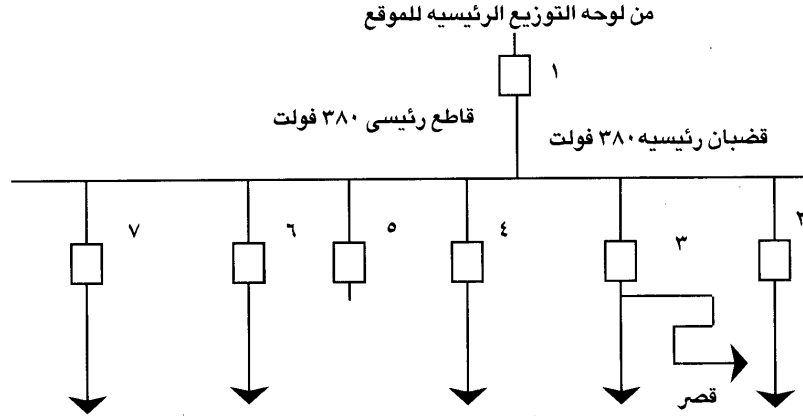 من لوحه التوزيع الرئيسيه للموقع
١
قاطع رئيسى ٣٨٠ فولت
قضبان رئيسيه ٣٨٠ فولت
٢
٣
٤
٥
٦
٧
قصر